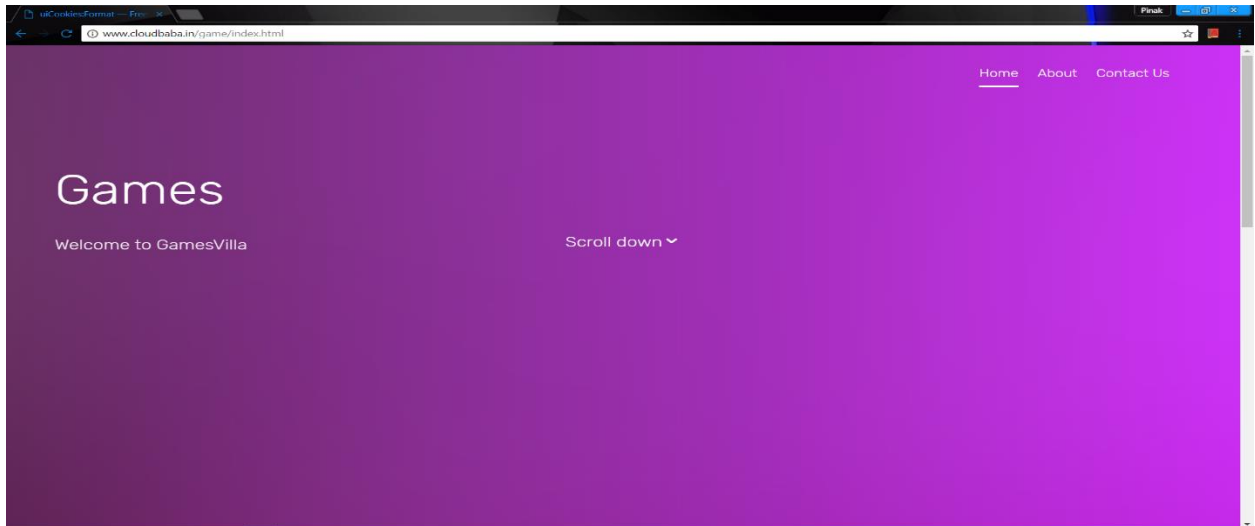 uiCookies:Format — Free
Pinak
www.cloudbaba.in/game/index.html
Home About Contact Us
Games
Welcome to GamesVilla
Scroll down